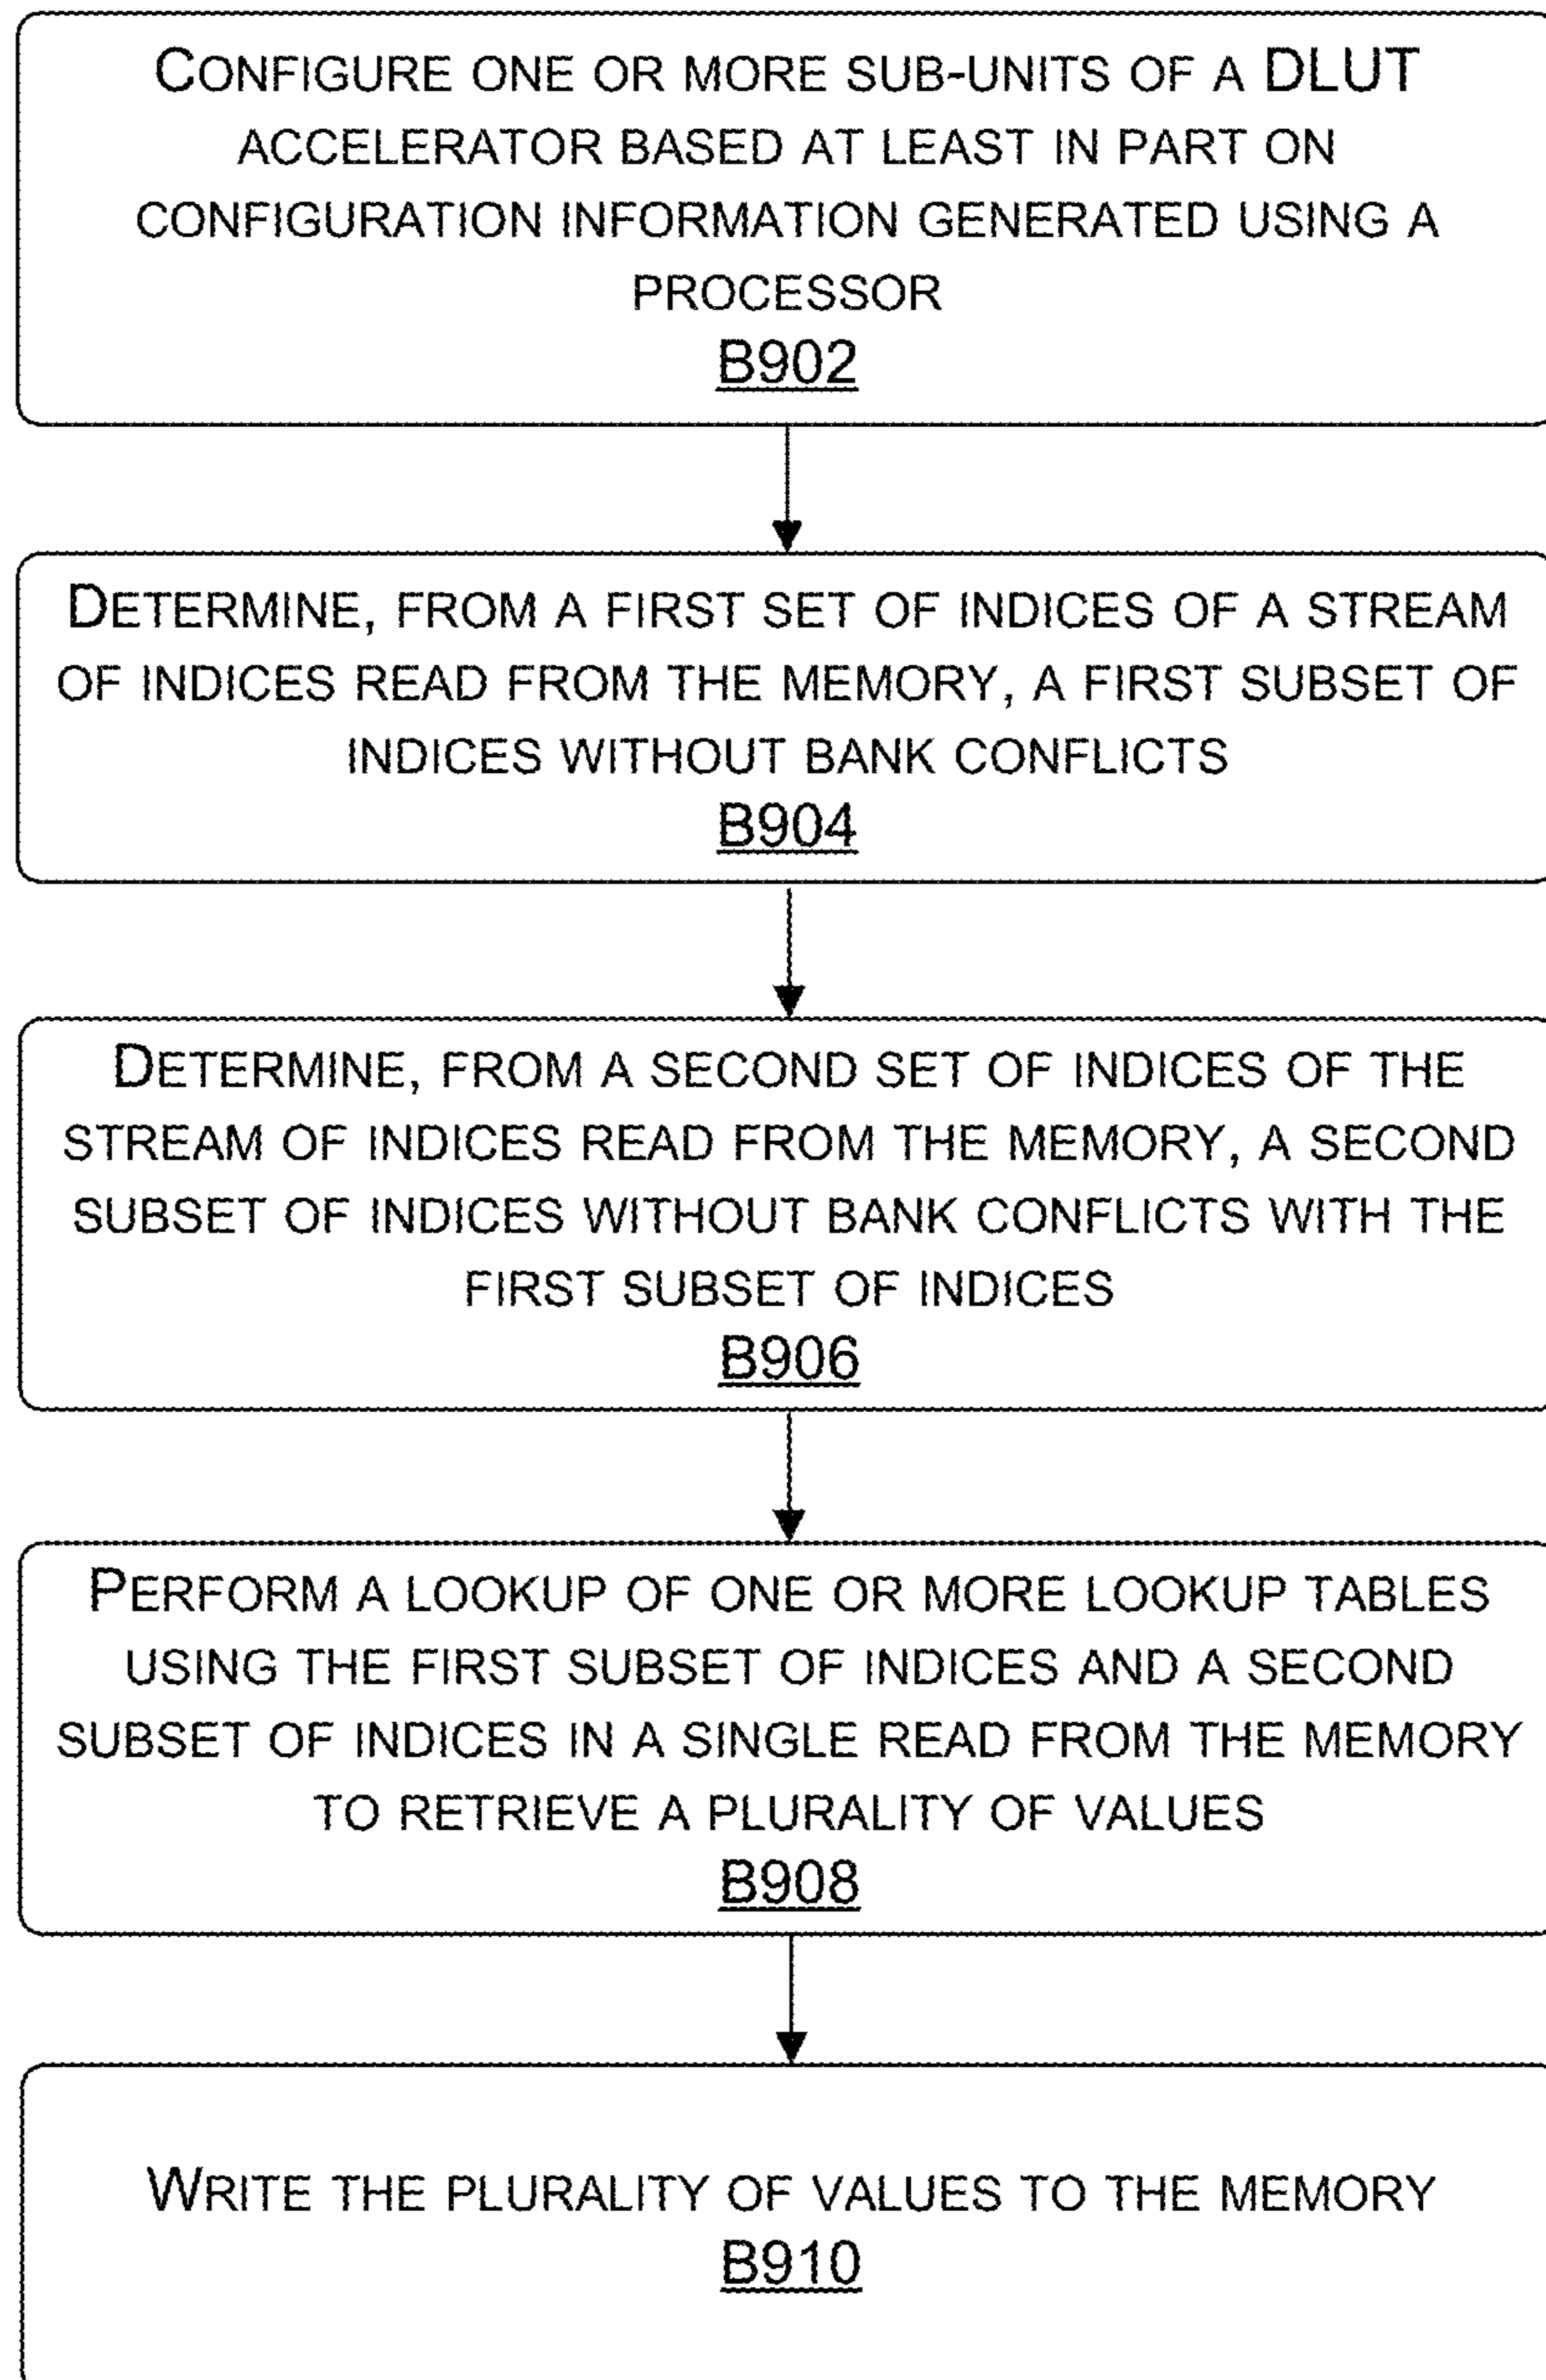 CONFIGURE ONE OR MORE SUB-UNITS OF A DLUT
ACCELERATOR BASED AT LEAST IN PART ON
CONFIGURATION INFORMATION GENERATED USING A
PROCESSOR
B902
DETERMINE, FROM A FIRST SET OF INDICES OF A STREAM
OF INDICES READ FROM THE MEMORY, A FIRST SUBSET OF
INDICES WITHOUT BANK CONFLICTS
B904
DETERMINE, FROM A SECOND SET OF INDICES OF THE
STREAM OF INDICES READ FROM THE MEMORY, A SECOND
SUBSET OF INDICES WITHOUT BANK CONFLICTS WITH THE
FIRST SUBSET OF INDICES
B906
PERFORM A LOOKUP OF ONE OR MORE LOOKUP TABLES
USING THE FIRST SUBSET OF INDICES AND A SECOND
SUBSET OF INDICES IN A SINGLE READ FROM THE MEMORY
TO RETRIEVE A PLURALITY OF VALUES
B908
WRITE THE PLURALITY OF VALUES TO THE MEMORY
B910